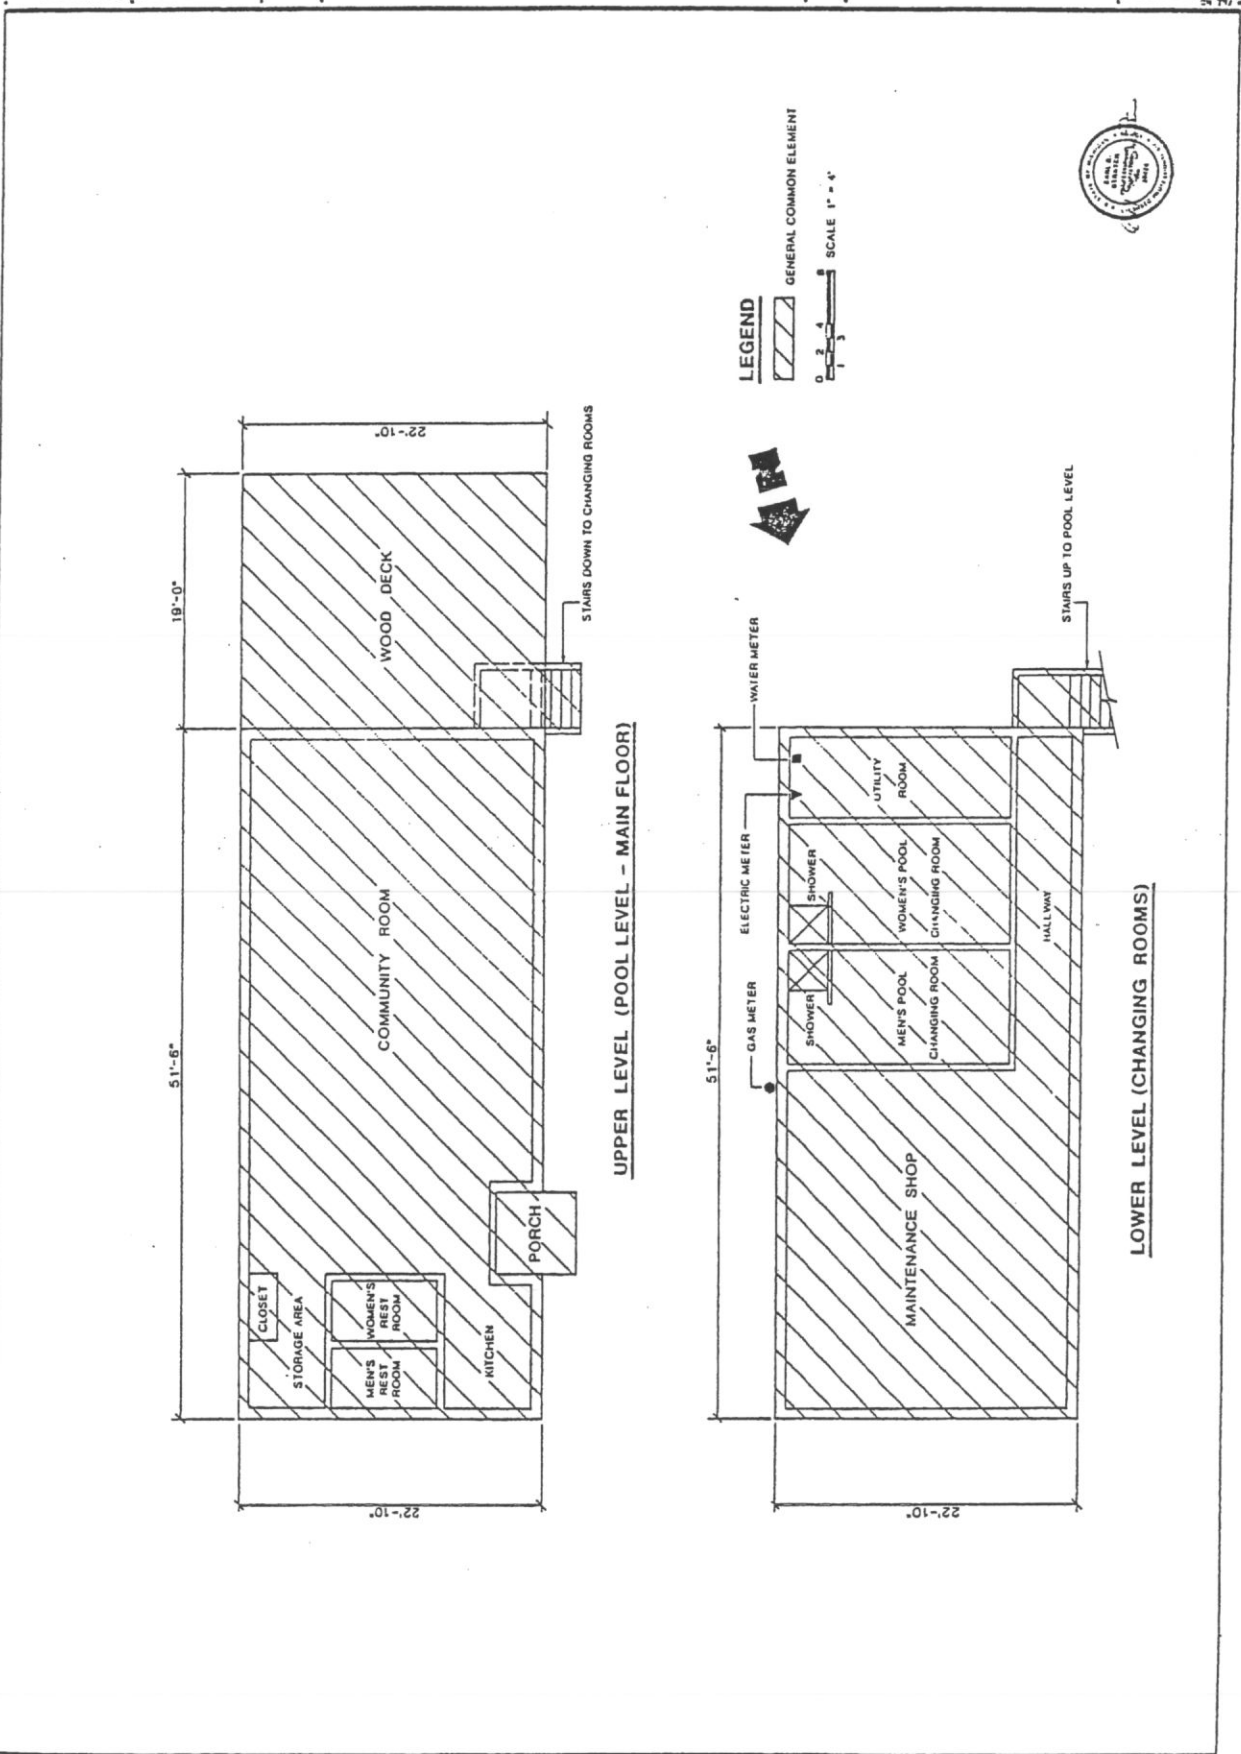 51'-6"
19'-0"
22'-10"
22'-10"
CLOSET
STORAGE AREA
MEN'S
REST
ROOM
WOMEN'S
REST
ROOM
KITCHEN
PORCH
COMMUNITY ROOM
WOOD DECK
STAIRS DOWN TO CHANGING ROOMS
UPPER LEVEL (POOL LEVEL - MAIN FLOOR)
51'-6"
GAS METER
ELECTRIC METER
WATER METER
22'-10"
MAINTENANCE SHOP
SHOWER
MEN'S POOL
CHANGING ROOM
SHOWER
WOMEN'S POOL
CHANGING ROOM
UTILITY
ROOM
HALLWAY
STAIRS UP TO POOL LEVEL
LOWER LEVEL (CHANGING ROOMS)
N
LEGEND
GENERAL COMMON ELEMENT
0 2 4 8
1 3
SCALE 1" = 4'